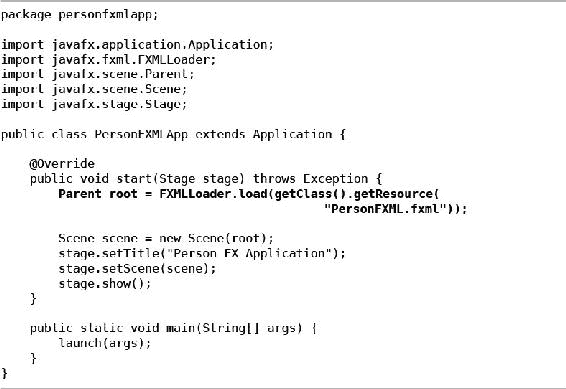 package personfxmlapp;

import javafx.application.Application;
import javafx.fxml.FXMLLoader;
import javafx.scene.Parent;
import javafx.scene.Scene;
import javafx.stage.Stage;

public class PersonFXMLApp extends Application {

    @Override
    public void start(Stage stage) throws Exception {
        Parent root = FXMLLoader.load(getClass().getResource(
                                             "PersonFXML.fxml"));

        Scene scene = new Scene(root);
        stage.setTitle("Person FX Application");
        stage.setScene(scene);
        stage.show();
    }

    public static void main(String[] args) {
        launch(args);
    }
}